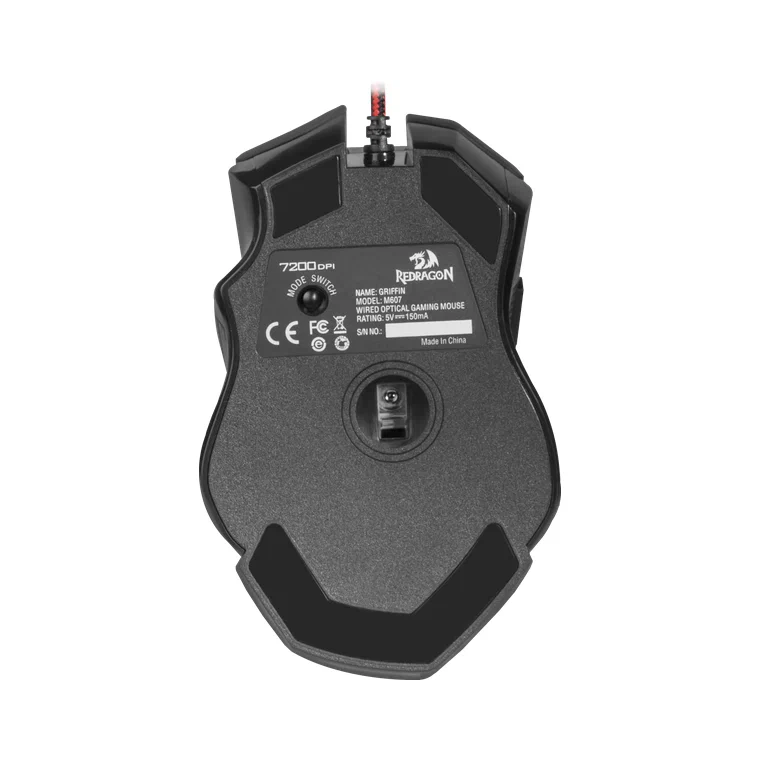 7200 DPI
MODE SWITCH
REDRAGON
NAME: GRIFFIN
MODEL: M607
WIRED OPTICAL GAMING MOUSE
RATING: 5V⎓150mA
S/N NO.:
CE FC
Made In China